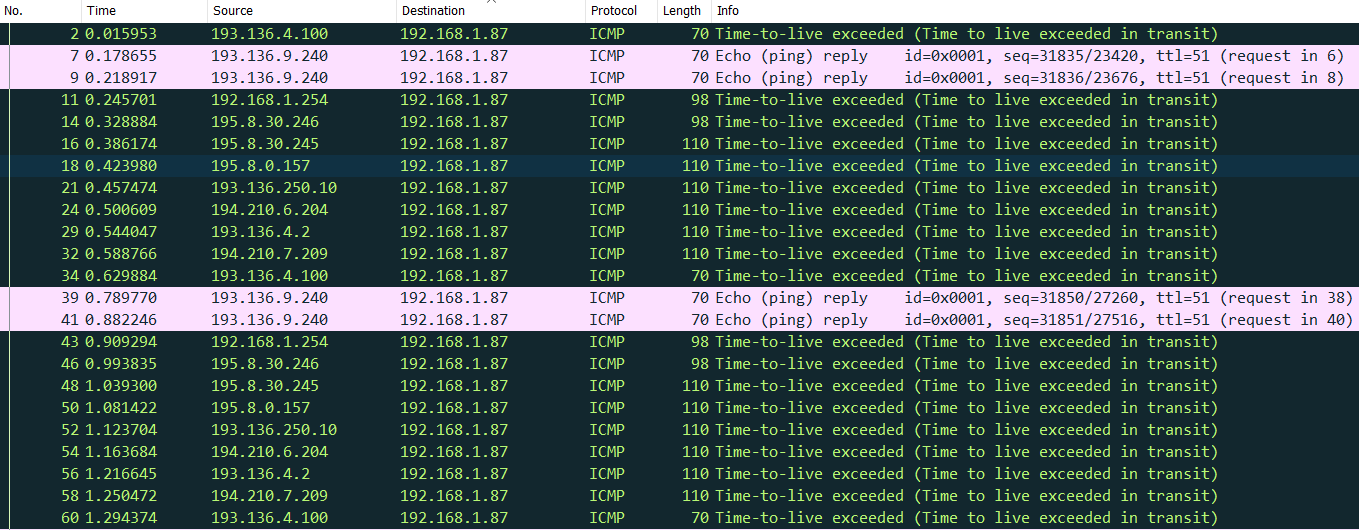 No. Time Source Destination Protocol Length Info
2 0.015953 193.136.4.100 192.168.1.87 ICMP 70 Time-to-live exceeded (Time to live exceeded in transit)
7 0.178655 193.136.9.240 192.168.1.87 ICMP 70 Echo (ping) reply id=0x0001, seq=31835/23420, ttl=51 (request in 6)
9 0.218917 193.136.9.240 192.168.1.87 ICMP 70 Echo (ping) reply id=0x0001, seq=31836/23676, ttl=51 (request in 8)
11 0.245701 192.168.1.254 192.168.1.87 ICMP 98 Time-to-live exceeded (Time to live exceeded in transit)
14 0.328884 195.8.30.246 192.168.1.87 ICMP 98 Time-to-live exceeded (Time to live exceeded in transit)
16 0.386174 195.8.30.245 192.168.1.87 ICMP 110 Time-to-live exceeded (Time to live exceeded in transit)
18 0.423980 195.8.0.157 192.168.1.87 ICMP 110 Time-to-live exceeded (Time to live exceeded in transit)
21 0.457474 193.136.250.10 192.168.1.87 ICMP 110 Time-to-live exceeded (Time to live exceeded in transit)
24 0.500609 194.210.6.204 192.168.1.87 ICMP 110 Time-to-live exceeded (Time to live exceeded in transit)
29 0.544047 193.136.4.2 192.168.1.87 ICMP 110 Time-to-live exceeded (Time to live exceeded in transit)
32 0.588766 194.210.7.209 192.168.1.87 ICMP 110 Time-to-live exceeded (Time to live exceeded in transit)
34 0.629884 193.136.4.100 192.168.1.87 ICMP 70 Time-to-live exceeded (Time to live exceeded in transit)
39 0.789770 193.136.9.240 192.168.1.87 ICMP 70 Echo (ping) reply id=0x0001, seq=31850/27260, ttl=51 (request in 38)
41 0.882246 193.136.9.240 192.168.1.87 ICMP 70 Echo (ping) reply id=0x0001, seq=31851/27516, ttl=51 (request in 40)
43 0.909294 192.168.1.254 192.168.1.87 ICMP 98 Time-to-live exceeded (Time to live exceeded in transit)
46 0.993835 195.8.30.246 192.168.1.87 ICMP 98 Time-to-live exceeded (Time to live exceeded in transit)
48 1.039300 195.8.30.245 192.168.1.87 ICMP 110 Time-to-live exceeded (Time to live exceeded in transit)
50 1.081422 195.8.0.157 192.168.1.87 ICMP 110 Time-to-live exceeded (Time to live exceeded in transit)
52 1.123704 193.136.250.10 192.168.1.87 ICMP 110 Time-to-live exceeded (Time to live exceeded in transit)
54 1.163684 194.210.6.204 192.168.1.87 ICMP 110 Time-to-live exceeded (Time to live exceeded in transit)
56 1.216645 193.136.4.2 192.168.1.87 ICMP 110 Time-to-live exceeded (Time to live exceeded in transit)
58 1.250472 194.210.7.209 192.168.1.87 ICMP 110 Time-to-live exceeded (Time to live exceeded in transit)
60 1.294374 193.136.4.100 192.168.1.87 ICMP 70 Time-to-live exceeded (Time to live exceeded in transit)